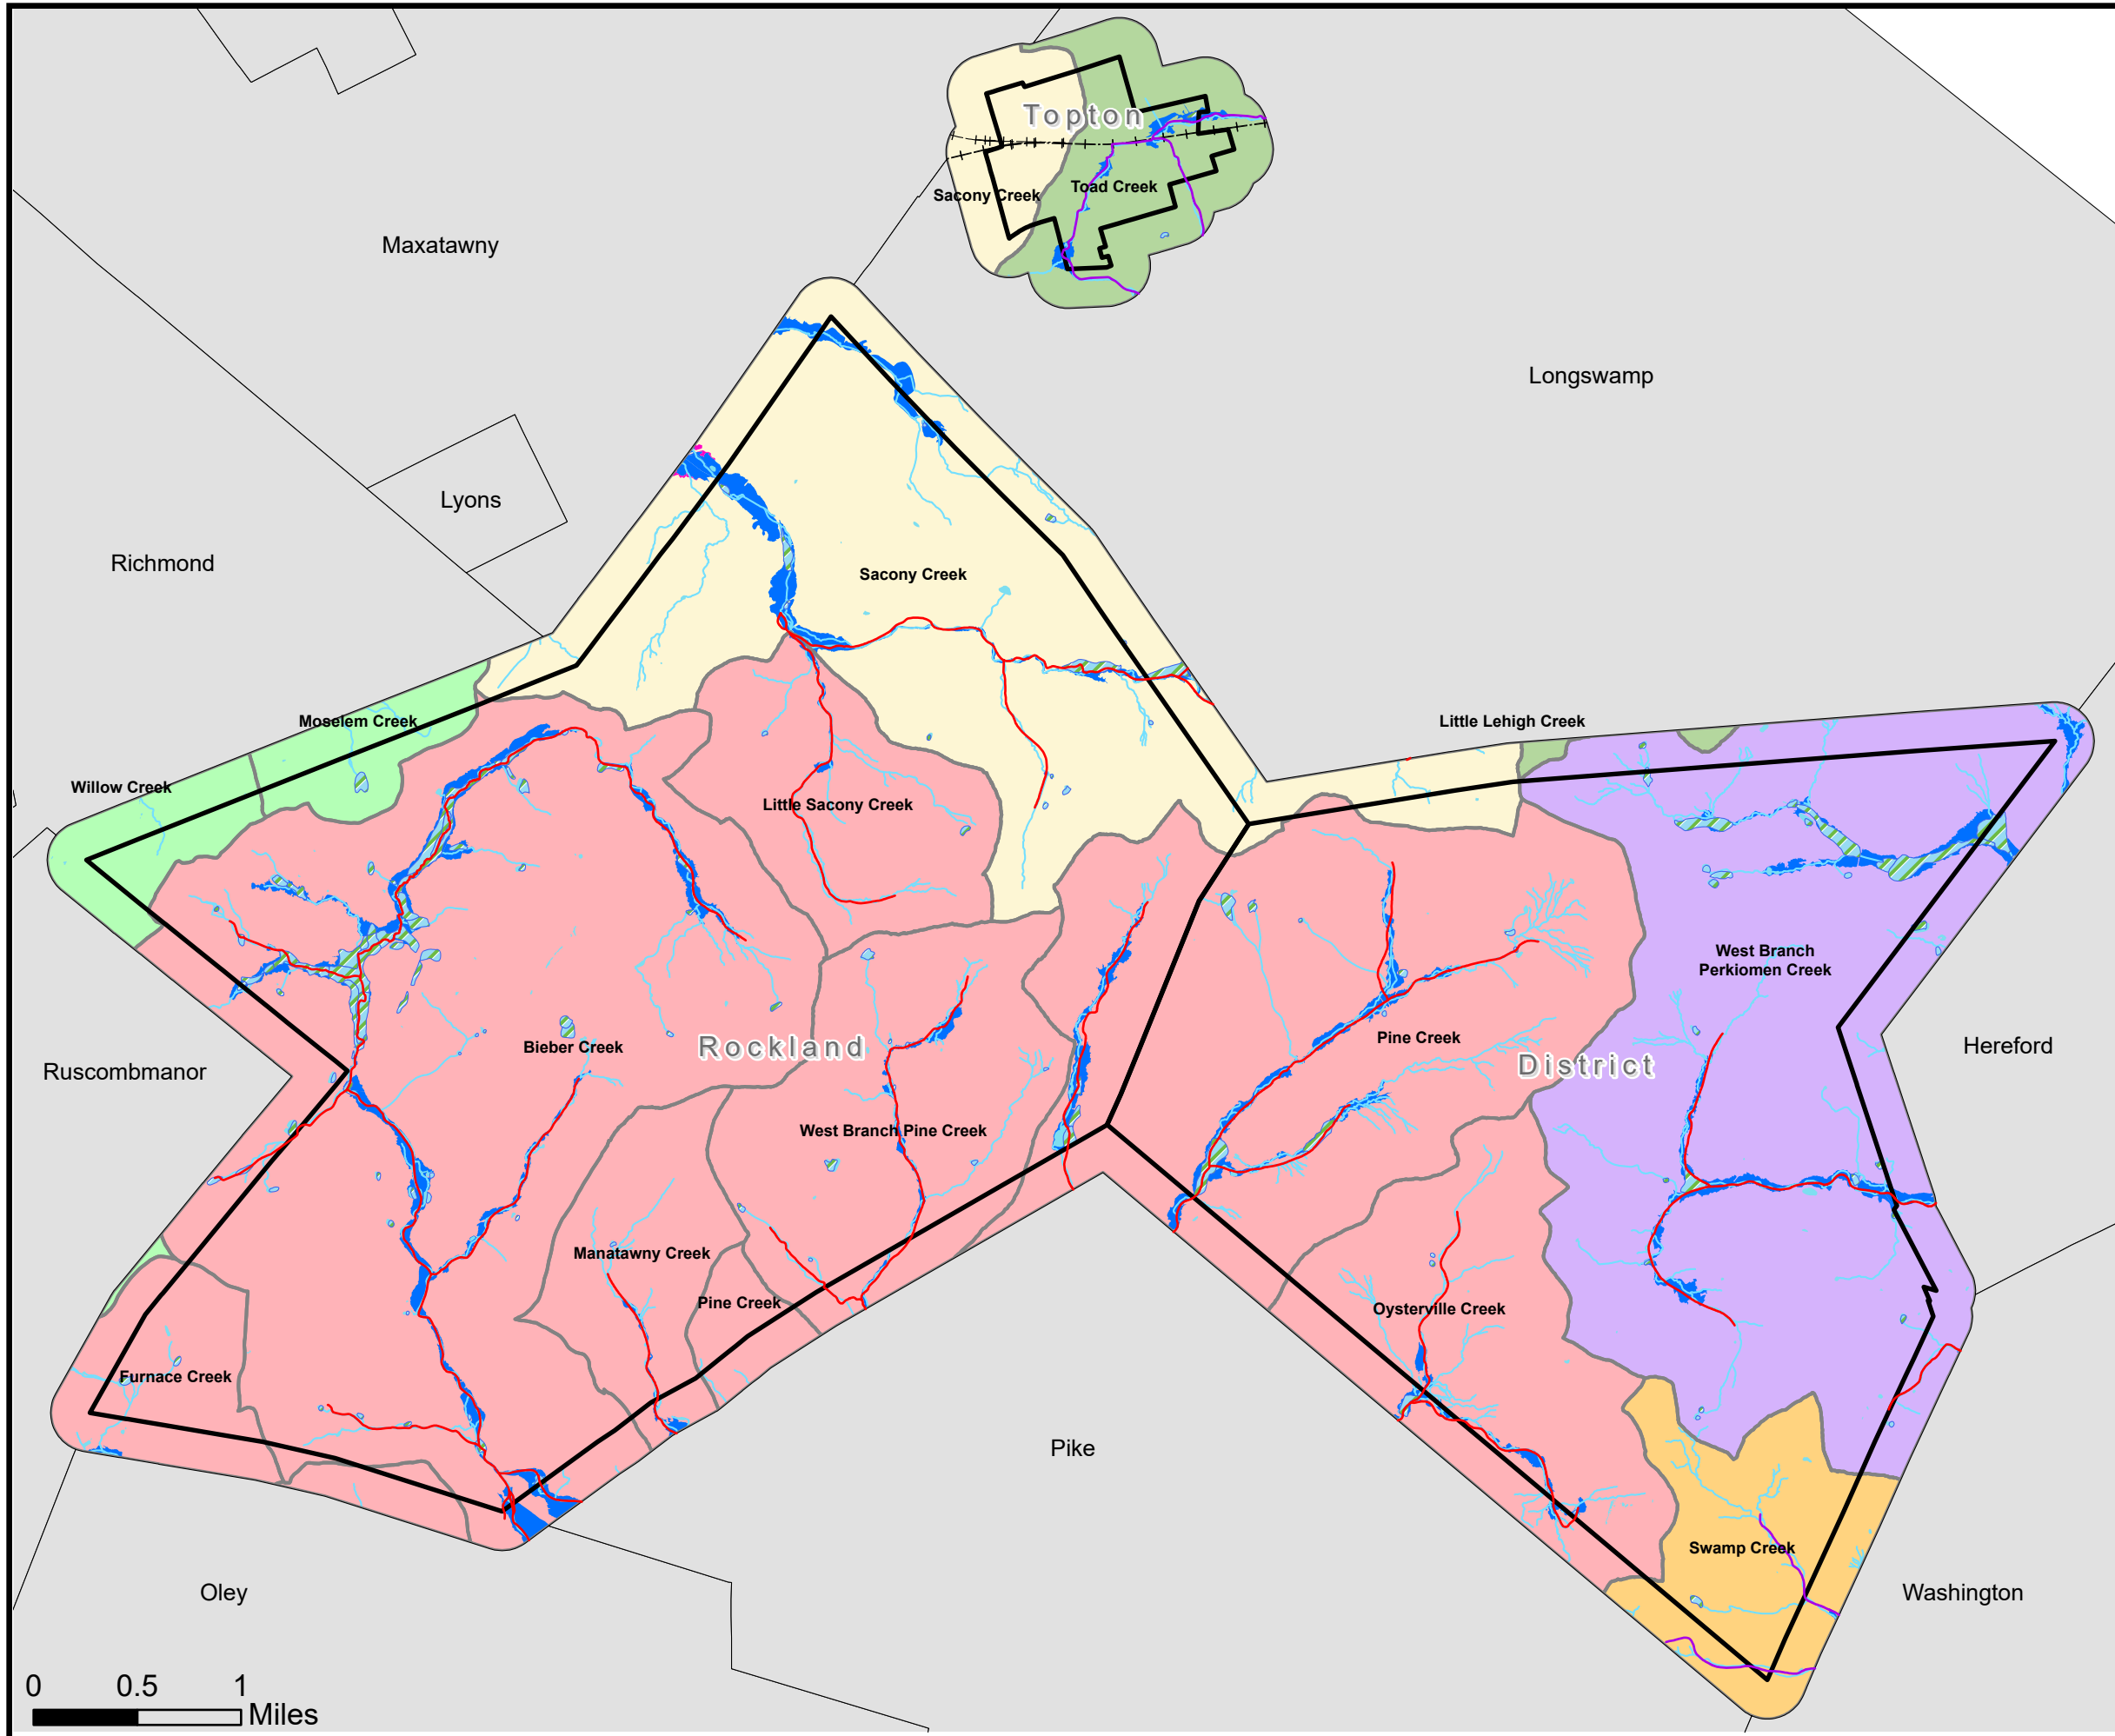 Topton
Sacony Creek
Toad Creek
Maxatawny
Longswamp
Lyons
Richmond
Sacony Creek
Moselem Creek
Little Lehigh Creek
Willow Creek
Little Sacony Creek
West Branch
Perkiomen Creek
Pine Creek
Bieber Creek
Rockland
District
Hereford
Ruscombmanor
West Branch Pine Creek
Manatawny Creek
Pine Creek
Oysterville Creek
Furnace Creek
Pike
Swamp Creek
Oley
Washington
0 0.5 1
Miles